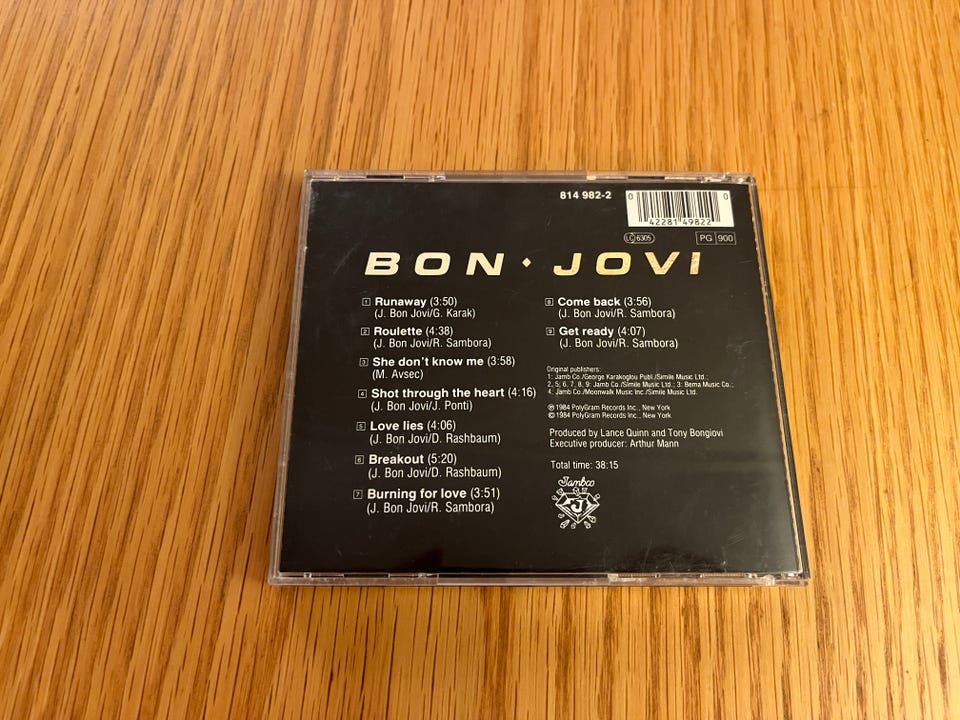 814 982-2
0 42281 49822 0
LC 6305
PG 900
BON • JOVI
1 Runaway (3:50)
(J. Bon Jovi/G. Karak)
2 Roulette (4:38)
(J. Bon Jovi/R. Sambora)
3 She don't know me (3:58)
(M. Avsec)
4 Shot through the heart (4:16)
(J. Bon Jovi/J. Ponti)
5 Love lies (4:06)
(J. Bon Jovi/D. Rashbaum)
6 Breakout (5:20)
(J. Bon Jovi/D. Rashbaum)
7 Burning for love (3:51)
(J. Bon Jovi/R. Sambora)
8 Come back (3:56)
(J. Bon Jovi/R. Sambora)
9 Get ready (4:07)
(J. Bon Jovi/R. Sambora)
Original publishers:
1: Jamb Co./George Karakoglou Publ./Simile Music Ltd.;
2, 5, 6, 7, 8, 9: Jamb Co./Simile Music Ltd.; 3: Bema Music Co.;
4: Jamb Co./Moonwalk Music Inc./Simile Music Ltd.
℗ 1984 PolyGram Records Inc., New York
© 1984 PolyGram Records Inc., New York
Produced by Lance Quinn and Tony Bongiovi
Executive producer: Arthur Mann
Total time: 38:15
Jambco
J